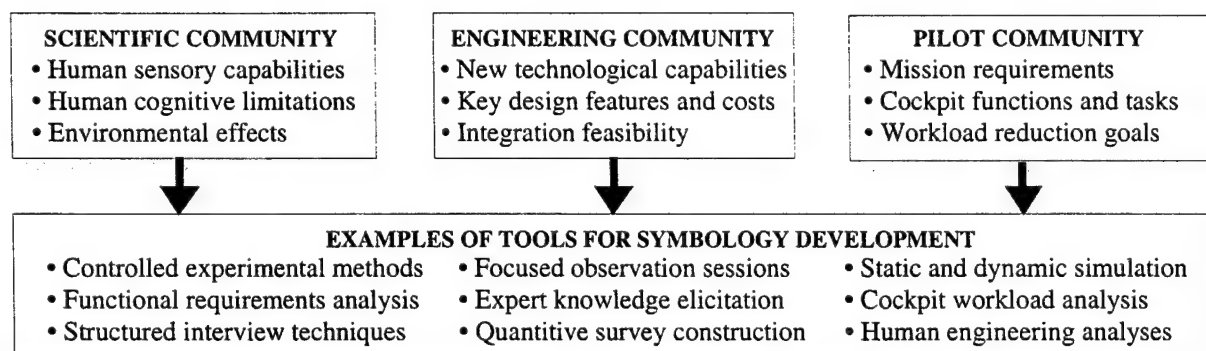 SCIENTIFIC COMMUNITY
• Human sensory capabilities
• Human cognitive limitations
• Environmental effects
ENGINEERING COMMUNITY
• New technological capabilities
• Key design features and costs
• Integration feasibility
PILOT COMMUNITY
• Mission requirements
• Cockpit functions and tasks
• Workload reduction goals
EXAMPLES OF TOOLS FOR SYMBOLOGY DEVELOPMENT
• Controlled experimental methods
• Functional requirements analysis
• Structured interview techniques
• Focused observation sessions
• Expert knowledge elicitation
• Quantitive survey construction
• Static and dynamic simulation
• Cockpit workload analysis
• Human engineering analyses